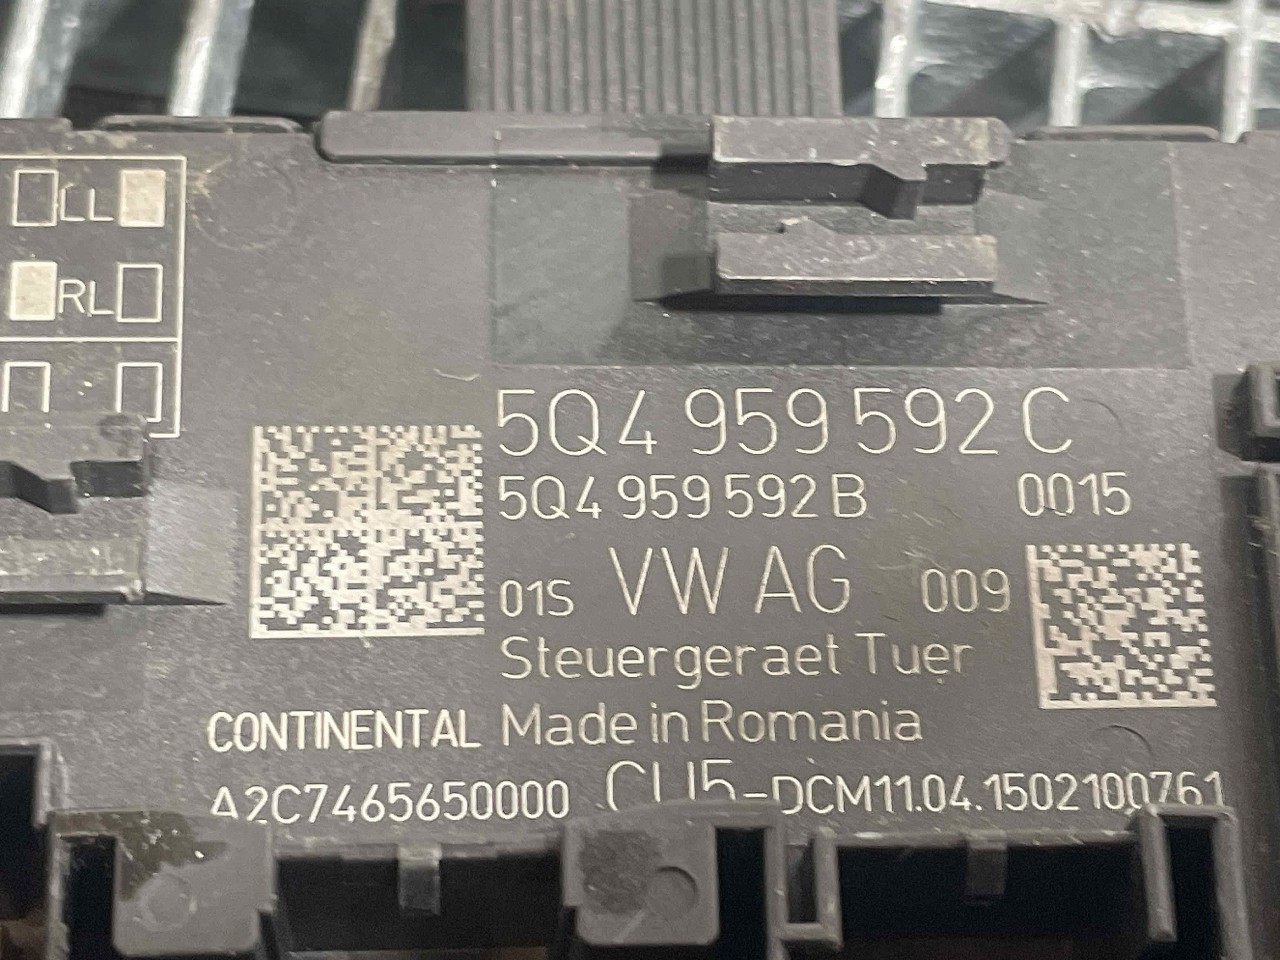 LL
RL
5Q4 959 592 C
5Q4 959 592 B 0015
01S VW AG 009
Steuergeraet Tuer
CONTINENTAL Made in Romania
A2C7465650000 CU5-DCM11.04.1502100761